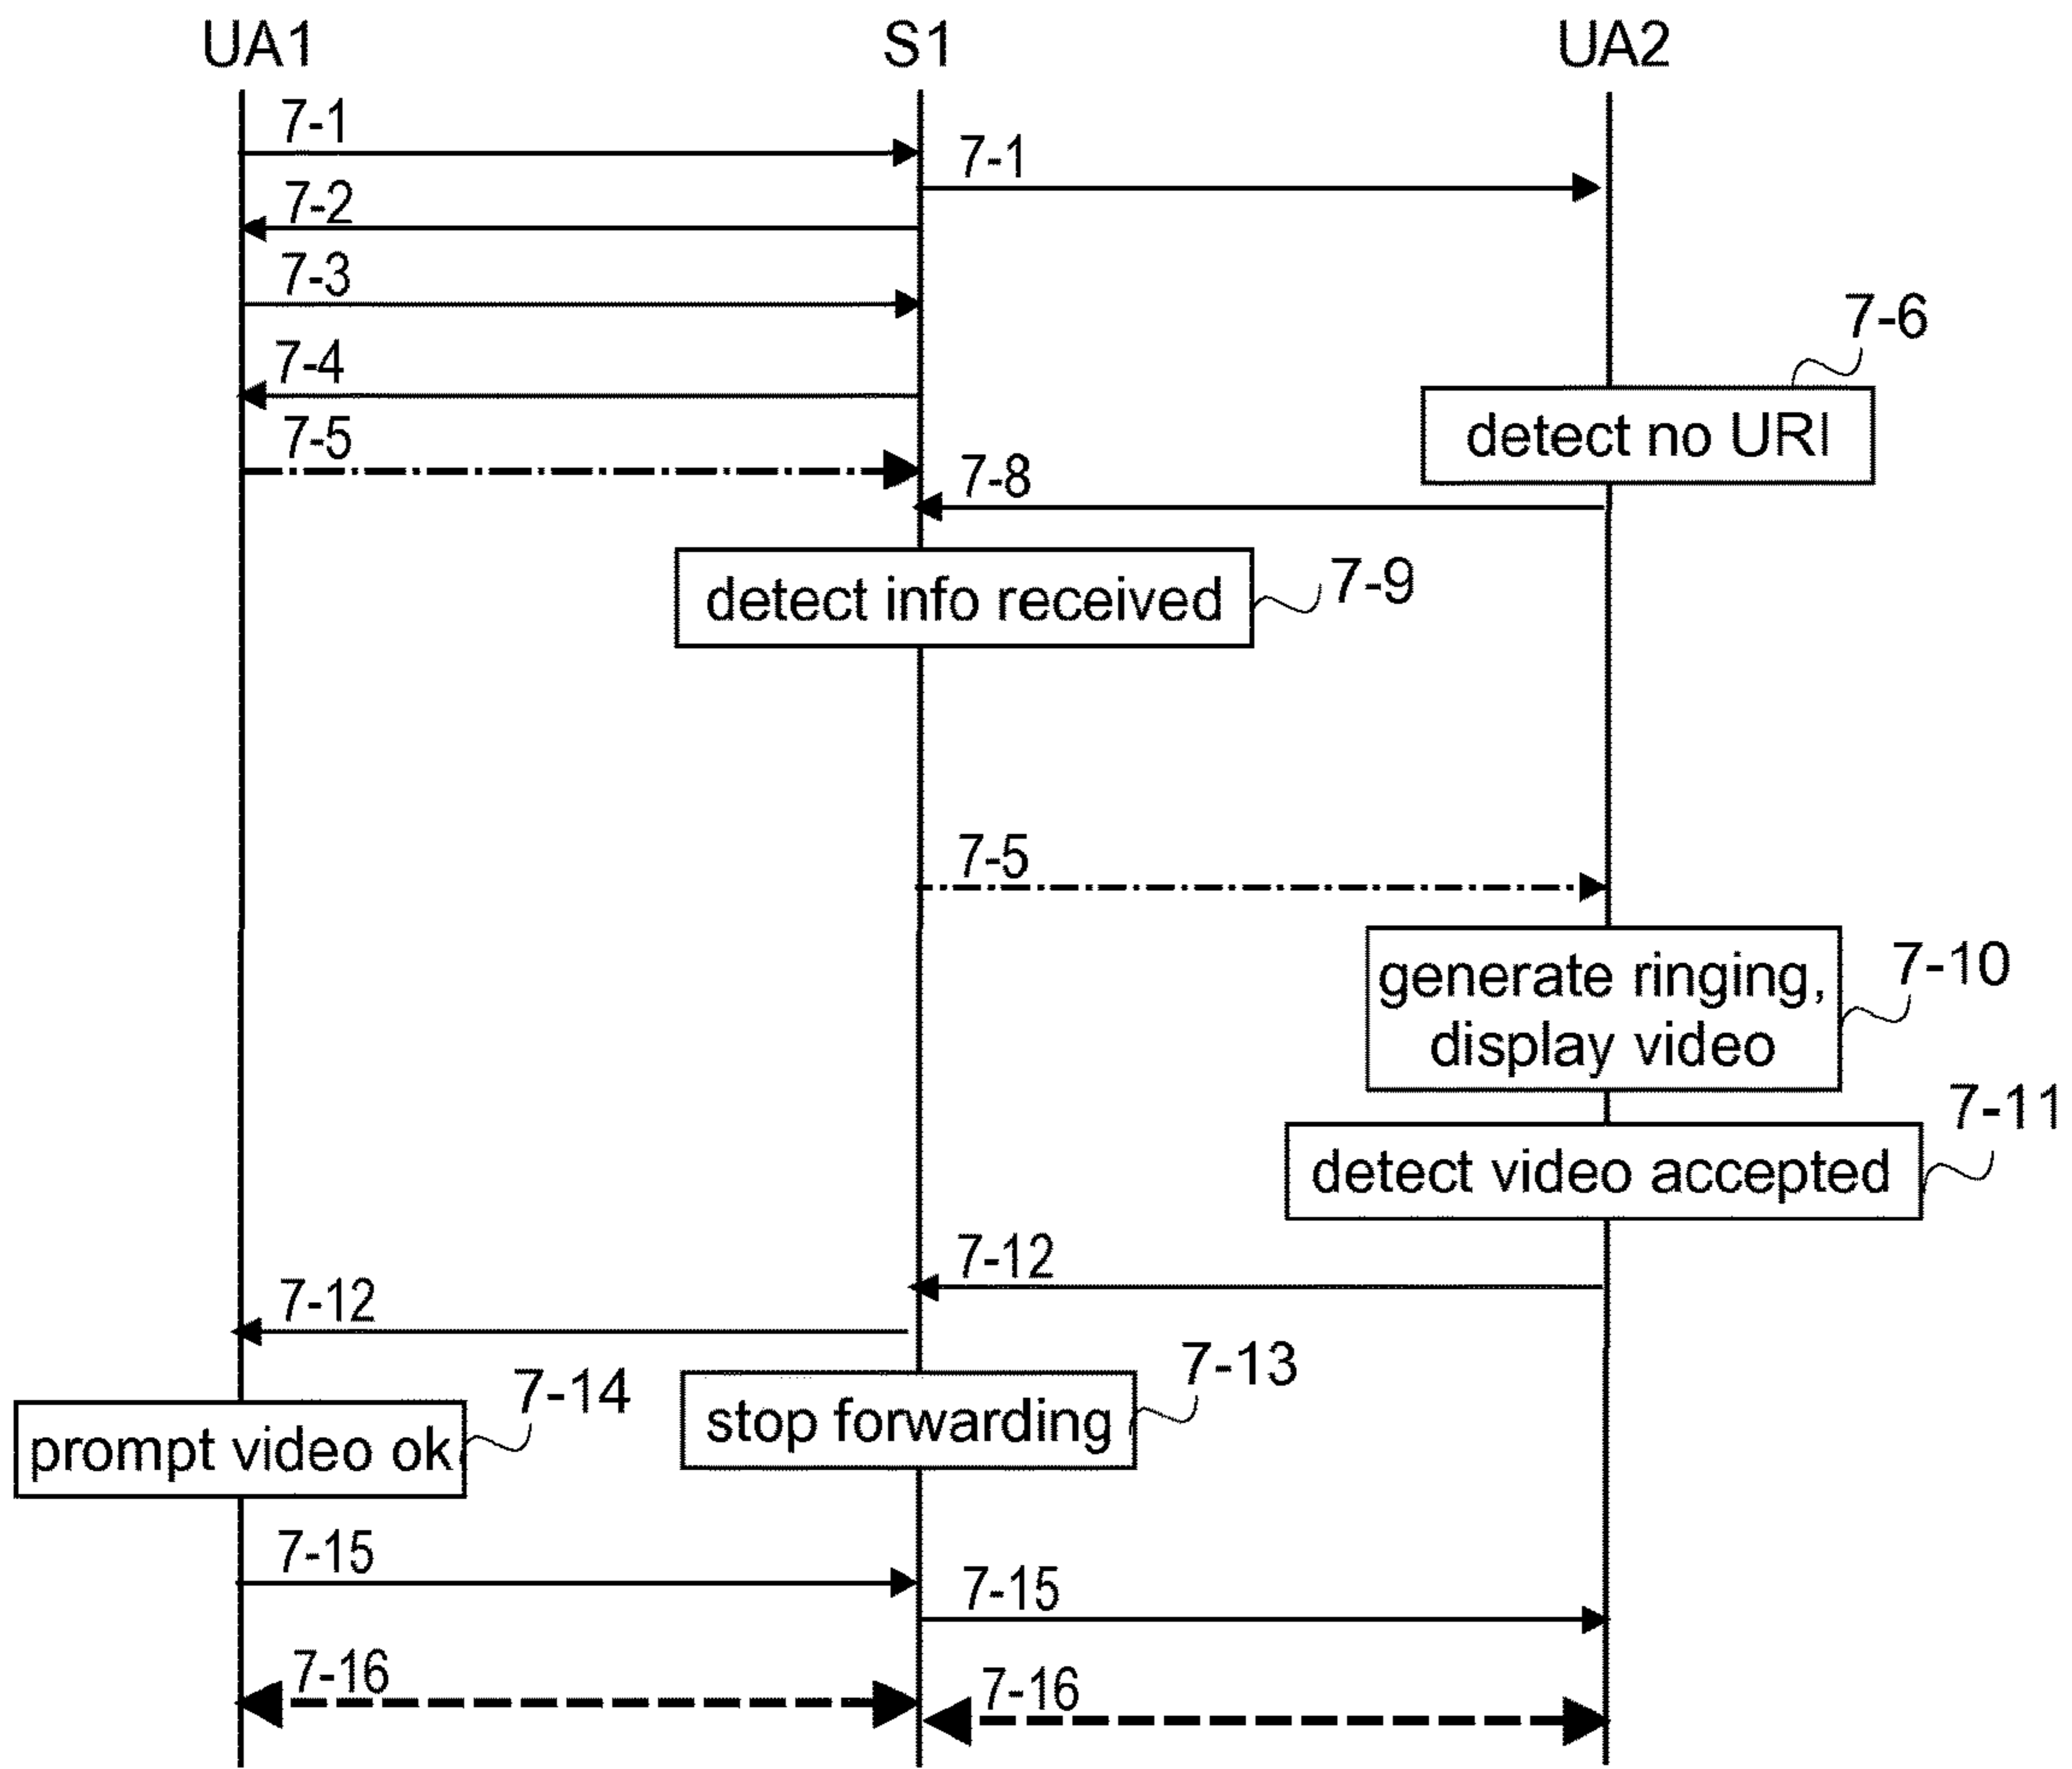 UA1
S1
UA2
7-1
7-1
7-2
7-3
7-6
7-4
detect no URI
7-5
7-8
detect info received
7-9
7-5
generate ringing,
display video
7-10
7-11
detect video accepted
7-12
7-12
7-13
7-14
stop forwarding
prompt video ok
7-15
7-15
7-16
7-16